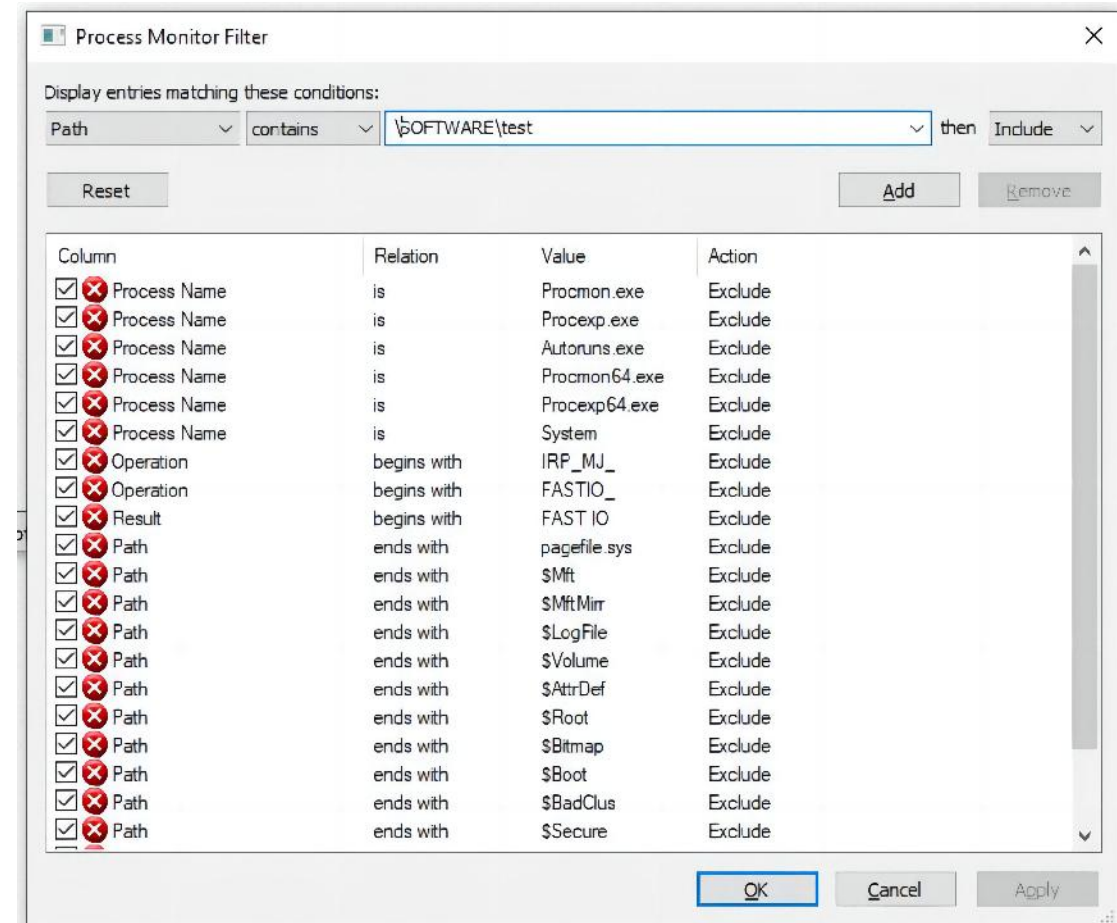 Process Monitor Filter
Display entries matching these conditions:
Path contains \SOFTWARE\test then Include
Reset Add Remove
Column Relation Value Action
Process Name is Procmon.exe Exclude
Process Name is Procexp.exe Exclude
Process Name is Autoruns.exe Exclude
Process Name is Procmon64.exe Exclude
Process Name is Procexp64.exe Exclude
Process Name is System Exclude
Operation begins with IRP_MJ_ Exclude
Operation begins with FASTIO_ Exclude
Result begins with FAST IO Exclude
Path ends with pagefile.sys Exclude
Path ends with $Mft Exclude
Path ends with $MftMirr Exclude
Path ends with $LogFile Exclude
Path ends with $Volume Exclude
Path ends with $AttrDef Exclude
Path ends with $Root Exclude
Path ends with $Bitmap Exclude
Path ends with $Boot Exclude
Path ends with $BadClus Exclude
Path ends with $Secure Exclude
OK Cancel Apply